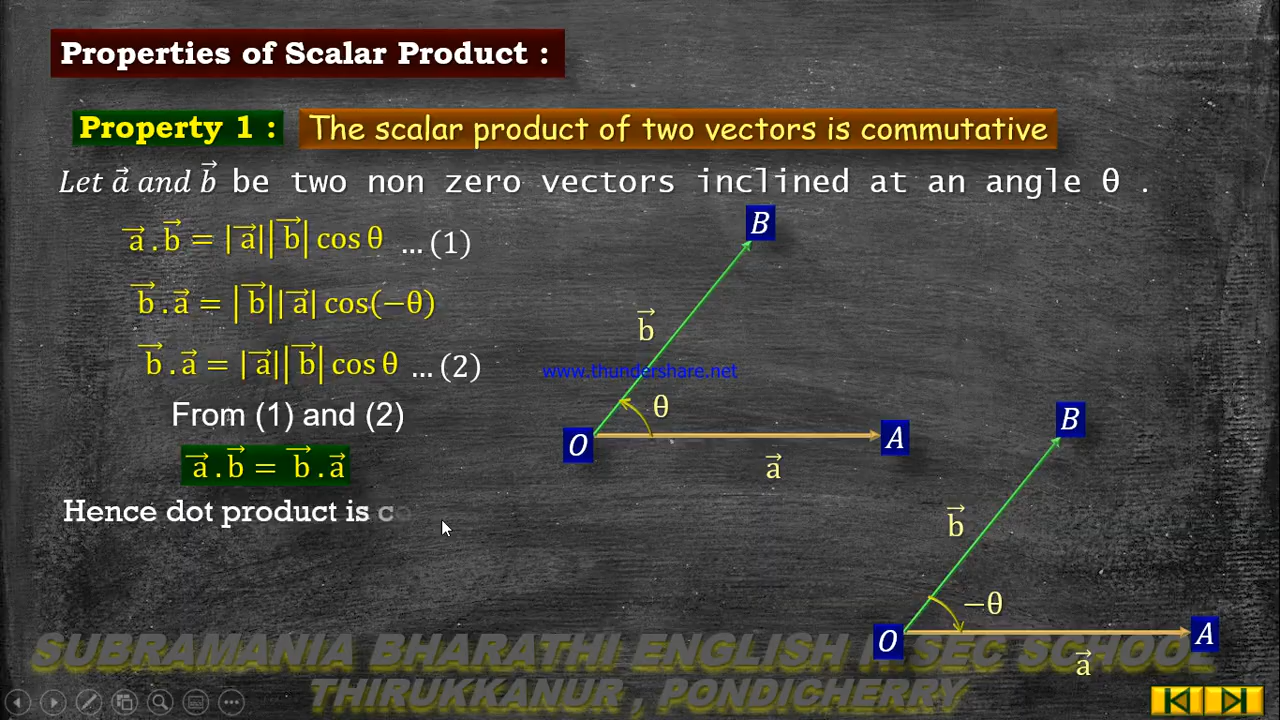 Properties of Scalar Product :
Property 1 : The scalar product of two vectors is commutative
Let a⃗ and b⃗ be two non zero vectors inclined at an angle θ .
a⃗ . b⃗ = |a⃗||b⃗| cos θ ... (1)
b⃗ . a⃗ = |b⃗||a⃗| cos(−θ)
b⃗ . a⃗ = |a⃗||b⃗| cos θ ... (2)
From (1) and (2)
a⃗ . b⃗ = b⃗ . a⃗
Hence dot product is co
B
b⃗
www.thundershare.net
θ
O
A
a⃗
B
b⃗
−θ
O
A
a⃗
SUBRAMANIA BHARATHI ENGLISH SEC SCHOOL
THIRUKKANUR , PONDICHERRY